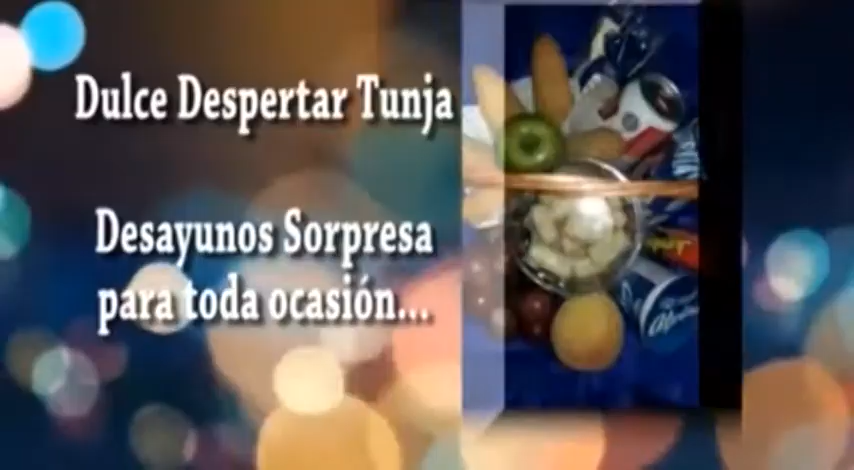 Dulce Despertar Tunja
Desayunos Sorpresa
para toda ocasión...